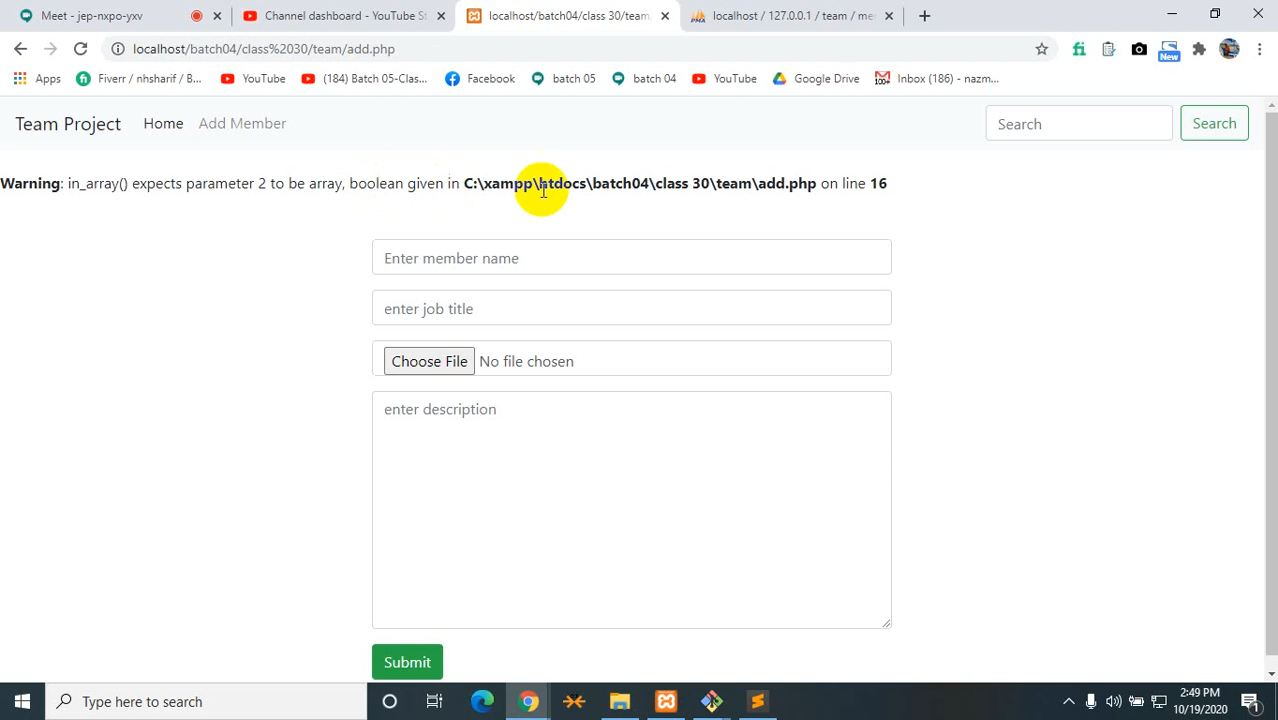 Meet - jep-nxpo-yxv
Channel dashboard - YouTube St
localhost/batch04/class 30/team
localhost / 127.0.0.1 / team / me
localhost/batch04/class%2030/team/add.php
New
Apps
Fiverr / nhsharif / B...
YouTube
(184) Batch 05-Clas...
Facebook
batch 05
batch 04
YouTube
Google Drive
100+
Inbox (186) - nazm...
Team Project
Home
Add Member
Search
Search
Warning: in_array() expects parameter 2 to be array, boolean given in C:\xampp\htdocs\batch04\class 30\team\add.php on line 16
Enter member name
enter job title
Choose File No file chosen
enter description
Submit
Type here to search
2:49 PM
10/19/2020
1